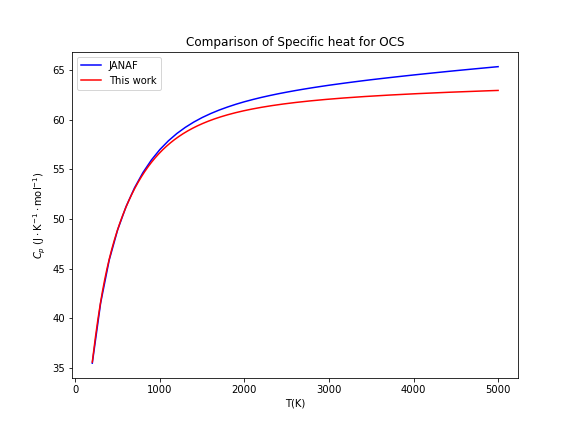 Comparison of Specific heat for OCS
JANAF
This work
65
60
55
50
45
40
35
C_p (J · K⁻¹ · mol⁻¹)
0 1000 2000 3000 4000 5000
T(K)